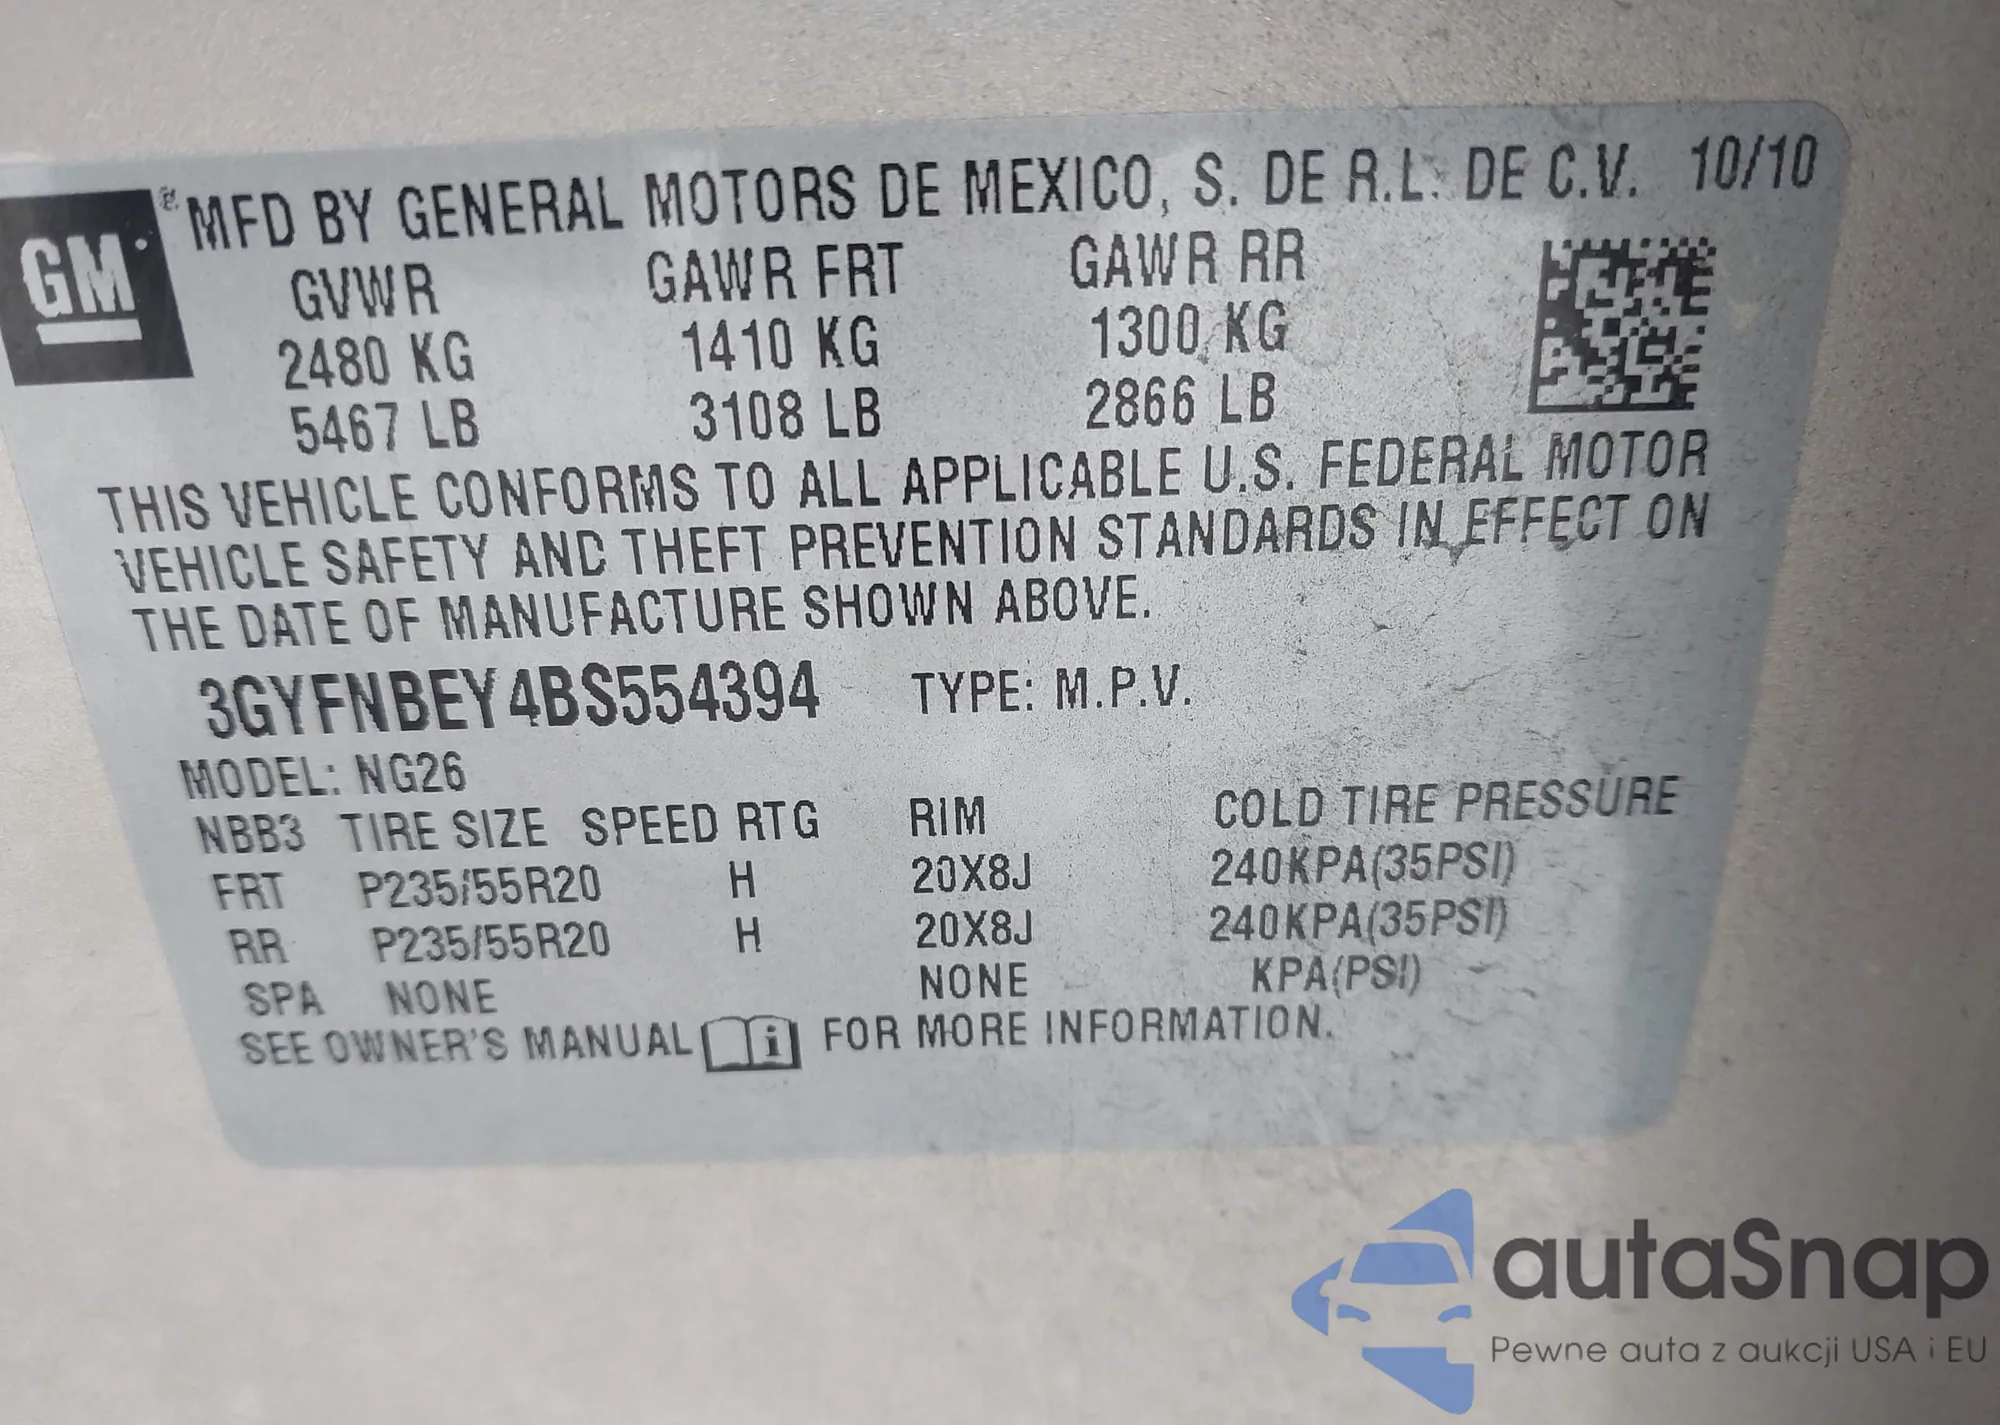 GM
MFD BY GENERAL MOTORS DE MEXICO, S. DE R.L. DE C.V. 10/10
GVWR GAWR FRT GAWR RR
2480 KG 1410 KG 1300 KG
5467 LB 3108 LB 2866 LB
THIS VEHICLE CONFORMS TO ALL APPLICABLE U.S. FEDERAL MOTOR
VEHICLE SAFETY AND THEFT PREVENTION STANDARDS IN EFFECT ON
THE DATE OF MANUFACTURE SHOWN ABOVE.
3GYFNBEY4BS554394 TYPE: M.P.V.
MODEL: NG26
NBB3 TIRE SIZE SPEED RTG RIM COLD TIRE PRESSURE
FRT P235/55R20 H 20X8J 240KPA(35PSI)
RR P235/55R20 H 20X8J 240KPA(35PSI)
SPA NONE NONE KPA(PSI)
SEE OWNER'S MANUAL i FOR MORE INFORMATION.
autaSnap
Pewne auta z aukcji USA i EU